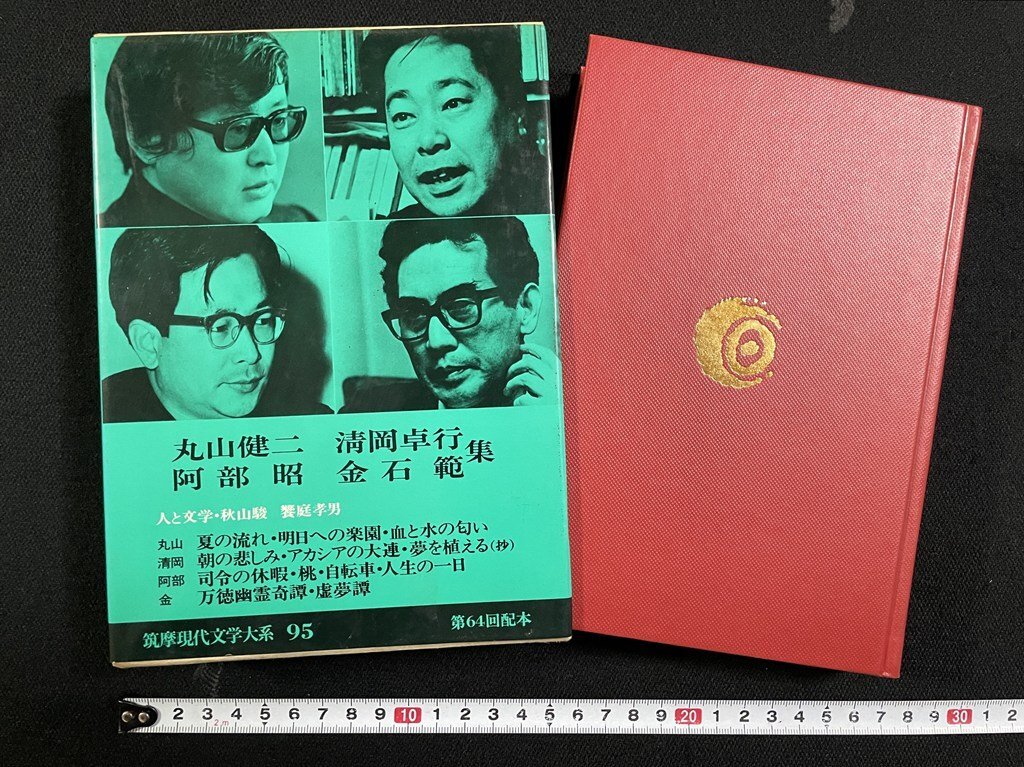 丸山健二 清岡卓行
阿部昭 金石範 集
人と文学・秋山駿 饗庭孝男
丸山 夏の流れ・明日への楽園・血と水の匂い
清岡 朝の悲しみ・アカシアの大連・夢を植える(抄)
阿部 司令の休暇・桃・自転車・人生の一日
金 万徳幽霊奇譚・虚夢譚
筑摩現代文学大系 95 第64回配本
2 3 4 5 6 7 8 9 10 1 2 3 4 5 6 7 8 9 20 1 2 3 4 5 6 7 8 9 30 1 2
2m